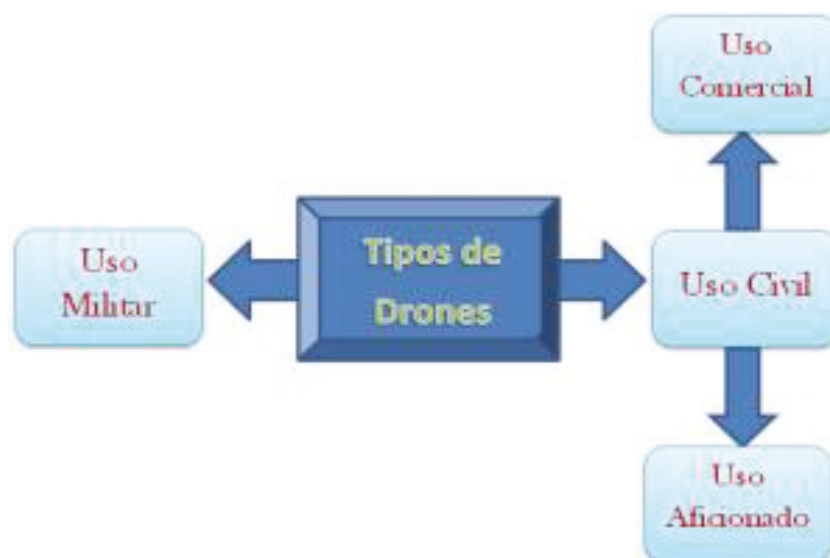 Uso
Comercial
Tipos de
Drones
Uso
Militar
Uso Civil
Uso
Aficionado